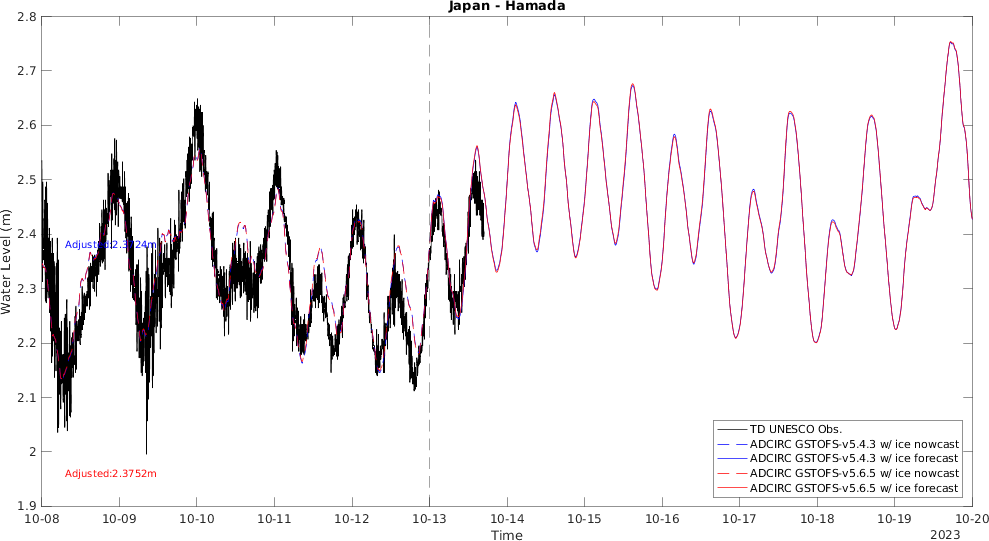 Japan - Hamada
Water Level (m)
2.8
2.7
2.6
2.5
2.4
2.3
2.2
2.1
2
1.9
Adjusted:2.3752m
TD UNESCO Obs.
ADCIRC GSTOFS-v5.4.3 w/ ice nowcast
ADCIRC GSTOFS-v5.4.3 w/ ice forecast
ADCIRC GSTOFS-v5.6.5 w/ ice nowcast
ADCIRC GSTOFS-v5.6.5 w/ ice forecast
10-08 10-09 10-10 10-11 10-12 10-13 10-14 10-15 10-16 10-17 10-18 10-19 10-20
Time
2023